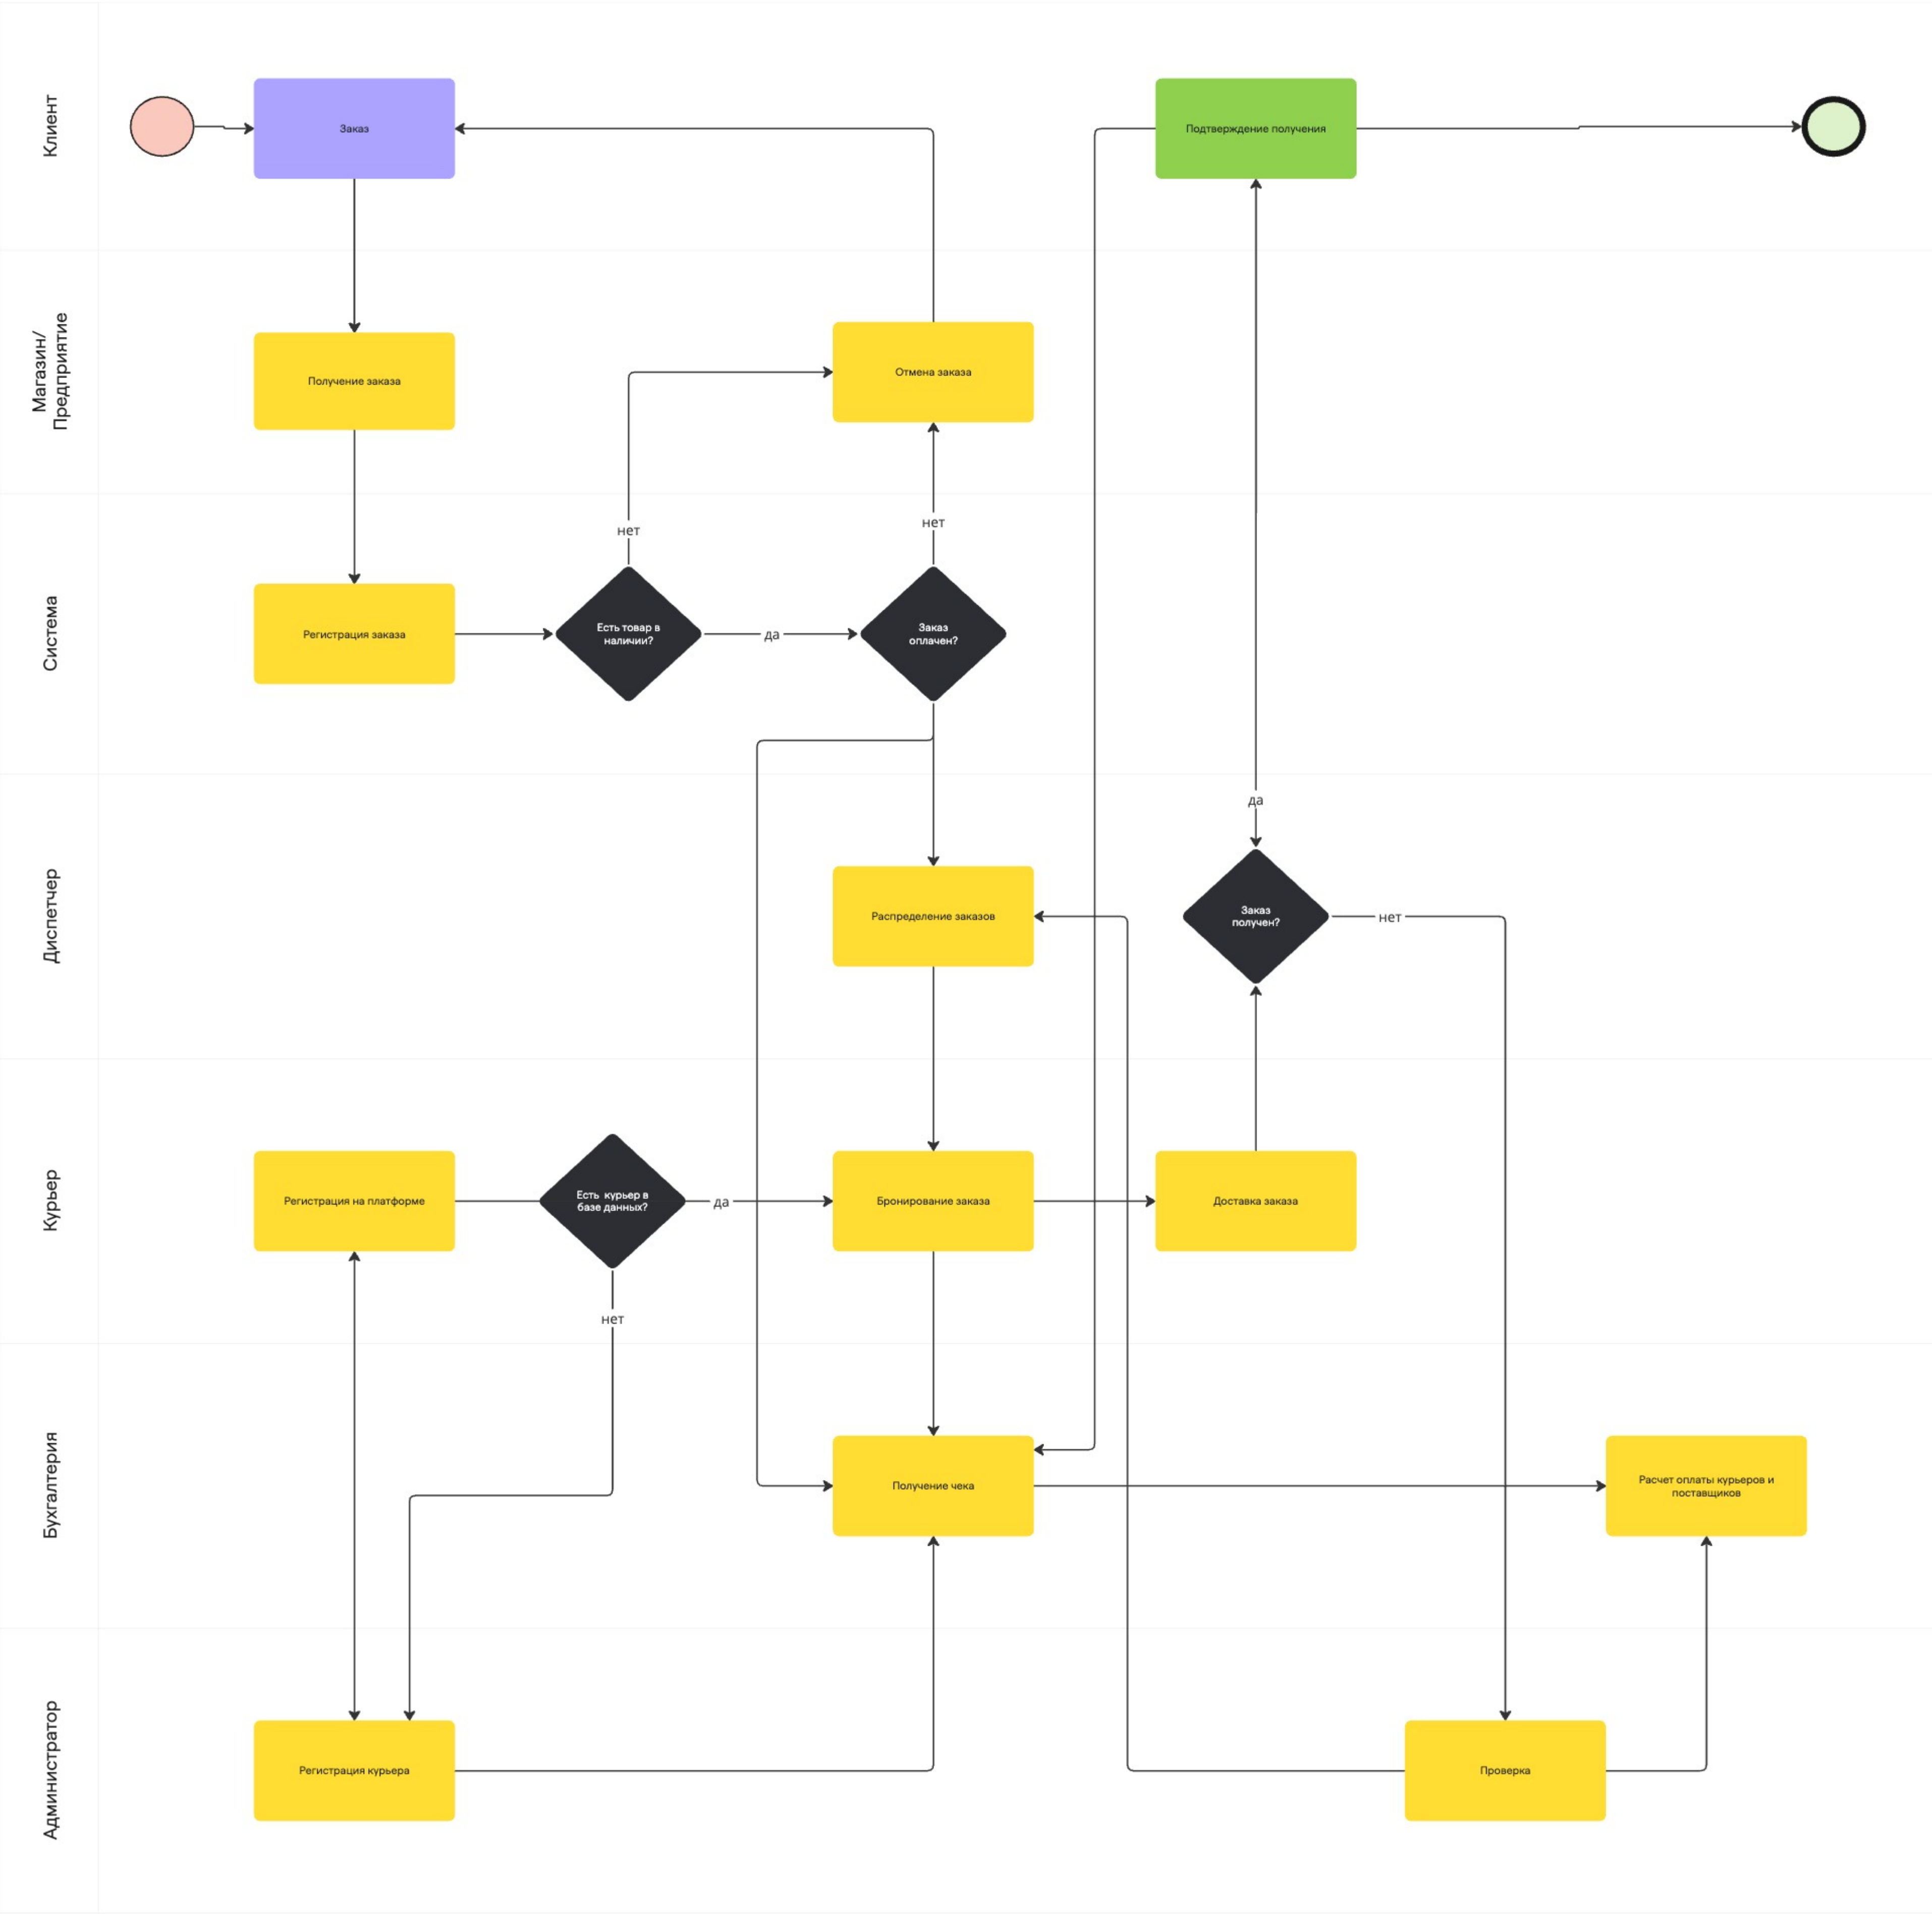 Клиент
Заказ
Подтверждение получения
Магазин/
Предприятие
Получение заказа
Отмена заказа
Система
нет
нет
Регистрация заказа
Есть товар в
наличии?
да
Заказ
оплачен?
Диспетчер
да
Распределение заказов
Заказ
получен?
нет
Курьер
Регистрация на платформе
Есть курьер в
базе данных?
да
Бронирование заказа
Доставка заказа
нет
Бухгалтерия
Получение чека
Расчет оплаты курьеров и
поставщиков
Администратор
Регистрация курьера
Проверка